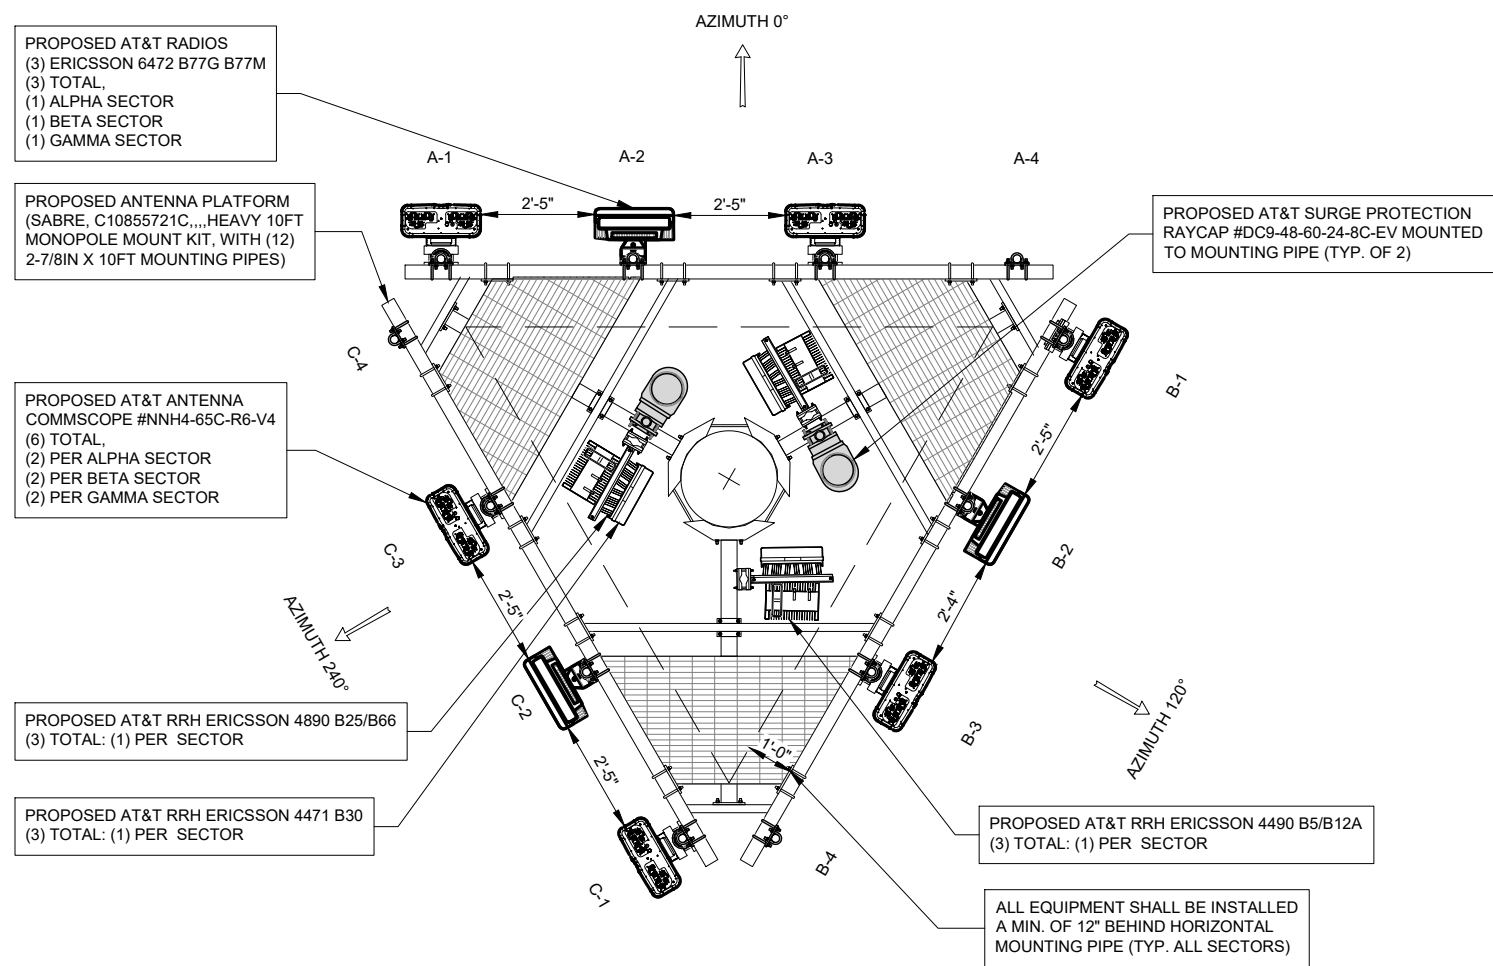 AZIMUTH 0°
PROPOSED AT&T RADIOS
(3) ERICSSON 6472 B77G B77M
(3) TOTAL,
(1) ALPHA SECTOR
(1) BETA SECTOR
(1) GAMMA SECTOR
A-1
A-2
A-3
A-4
PROPOSED ANTENNA PLATFORM
(SABRE, C10855721C,,,,HEAVY 10FT
MONOPOLE MOUNT KIT, WITH (12)
2-7/8IN X 10FT MOUNTING PIPES)
2'-5"
2'-5"
PROPOSED AT&T SURGE PROTECTION
RAYCAP #DC9-48-60-24-8C-EV MOUNTED
TO MOUNTING PIPE (TYP. OF 2)
C-4
B-1
PROPOSED AT&T ANTENNA
COMMSCOPE #NNH4-65C-R6-V4
(6) TOTAL,
(2) PER ALPHA SECTOR
(2) PER BETA SECTOR
(2) PER GAMMA SECTOR
2'-5"
C-3
B-2
2'-5"
2'-4"
AZIMUTH 240°
AZIMUTH 120°
C-2
B-3
PROPOSED AT&T RRH ERICSSON 4890 B25/B66
(3) TOTAL: (1) PER SECTOR
1'-0"
2'-5"
PROPOSED AT&T RRH ERICSSON 4471 B30
(3) TOTAL: (1) PER SECTOR
PROPOSED AT&T RRH ERICSSON 4490 B5/B12A
(3) TOTAL: (1) PER SECTOR
B-4
C-1
ALL EQUIPMENT SHALL BE INSTALLED
A MIN. OF 12" BEHIND HORIZONTAL
MOUNTING PIPE (TYP. ALL SECTORS)